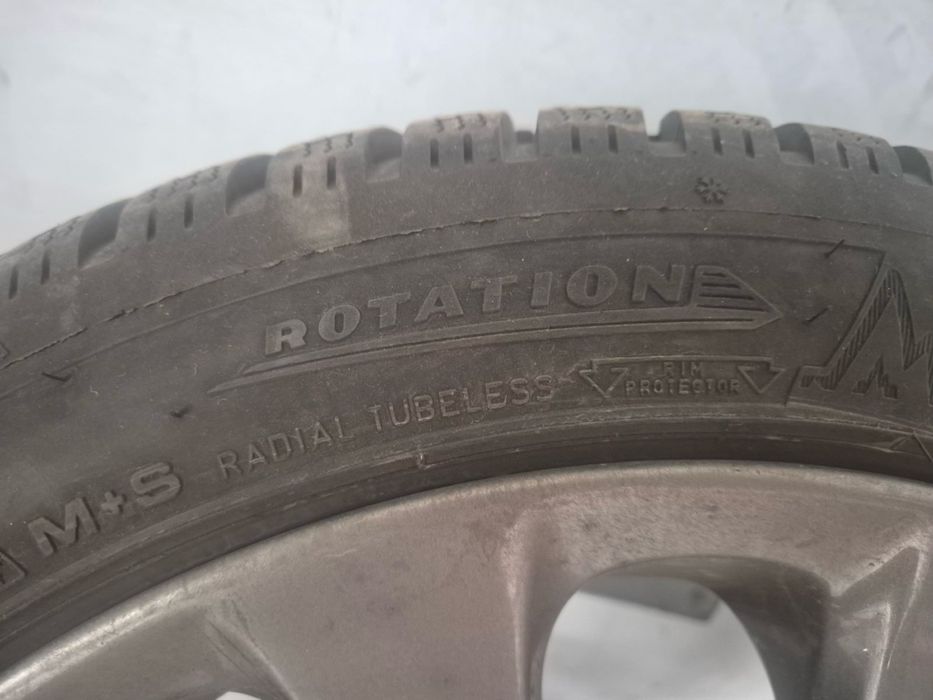 ROTATION
RIM
PROTECTOR
M+S RADIAL TUBELESS